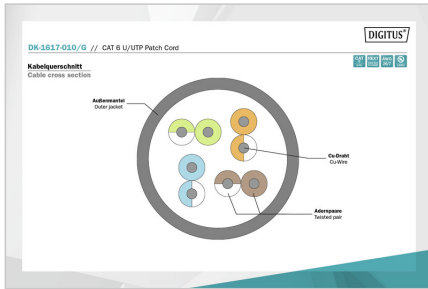 DIGITUS®
DK-1617-010/G // CAT 6 U/UTP Patch Cord
Kabelquerschnitt
Cable cross section
Außenmantel
Outer jacket
Cu-Draht
Cu-Wire
Adernpaare
Twisted pair